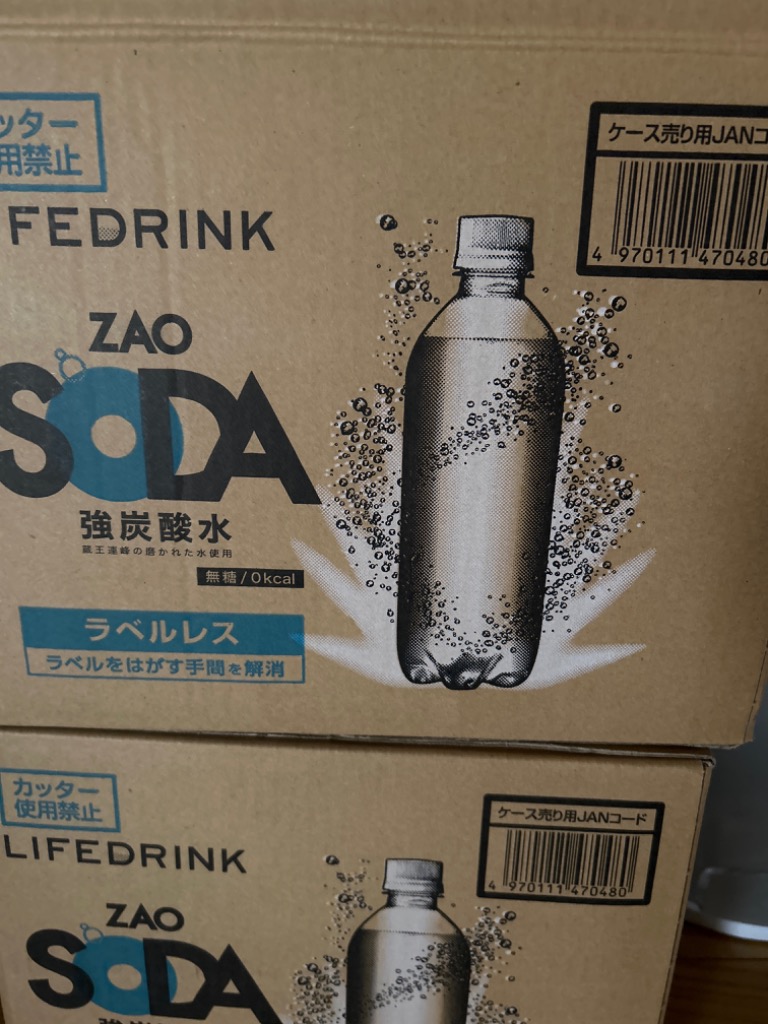 ッター
用禁止
ケース売り用JANコ
4 970111 470480
FEDRINK
ZAO
SODA
強炭酸水
蔵王連峰の磨かれた水使用
無糖/0kcal
ラベルレス
ラベルをはがす手間を解消
カッター
使用禁止
ケース売り用JANコード
4 970111 470480
LIFEDRINK
ZAO
SODA